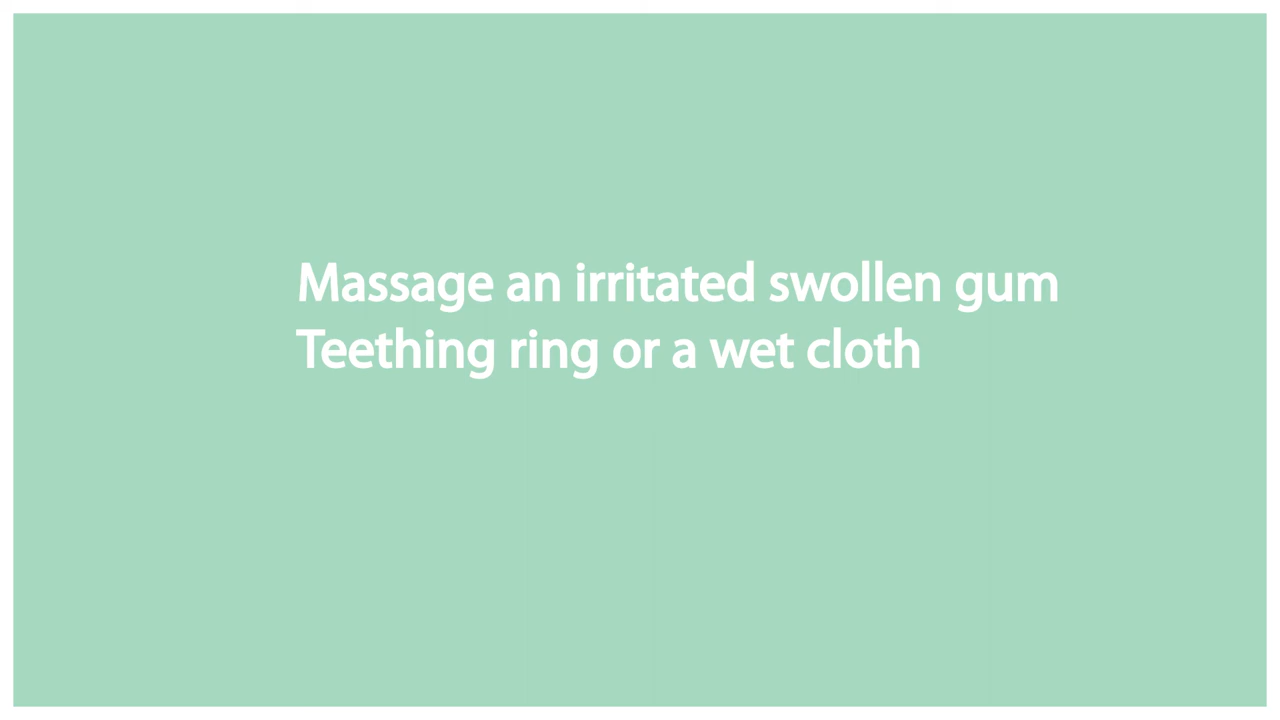 Massage an irritated swollen gum
Teething ring or a wet cloth